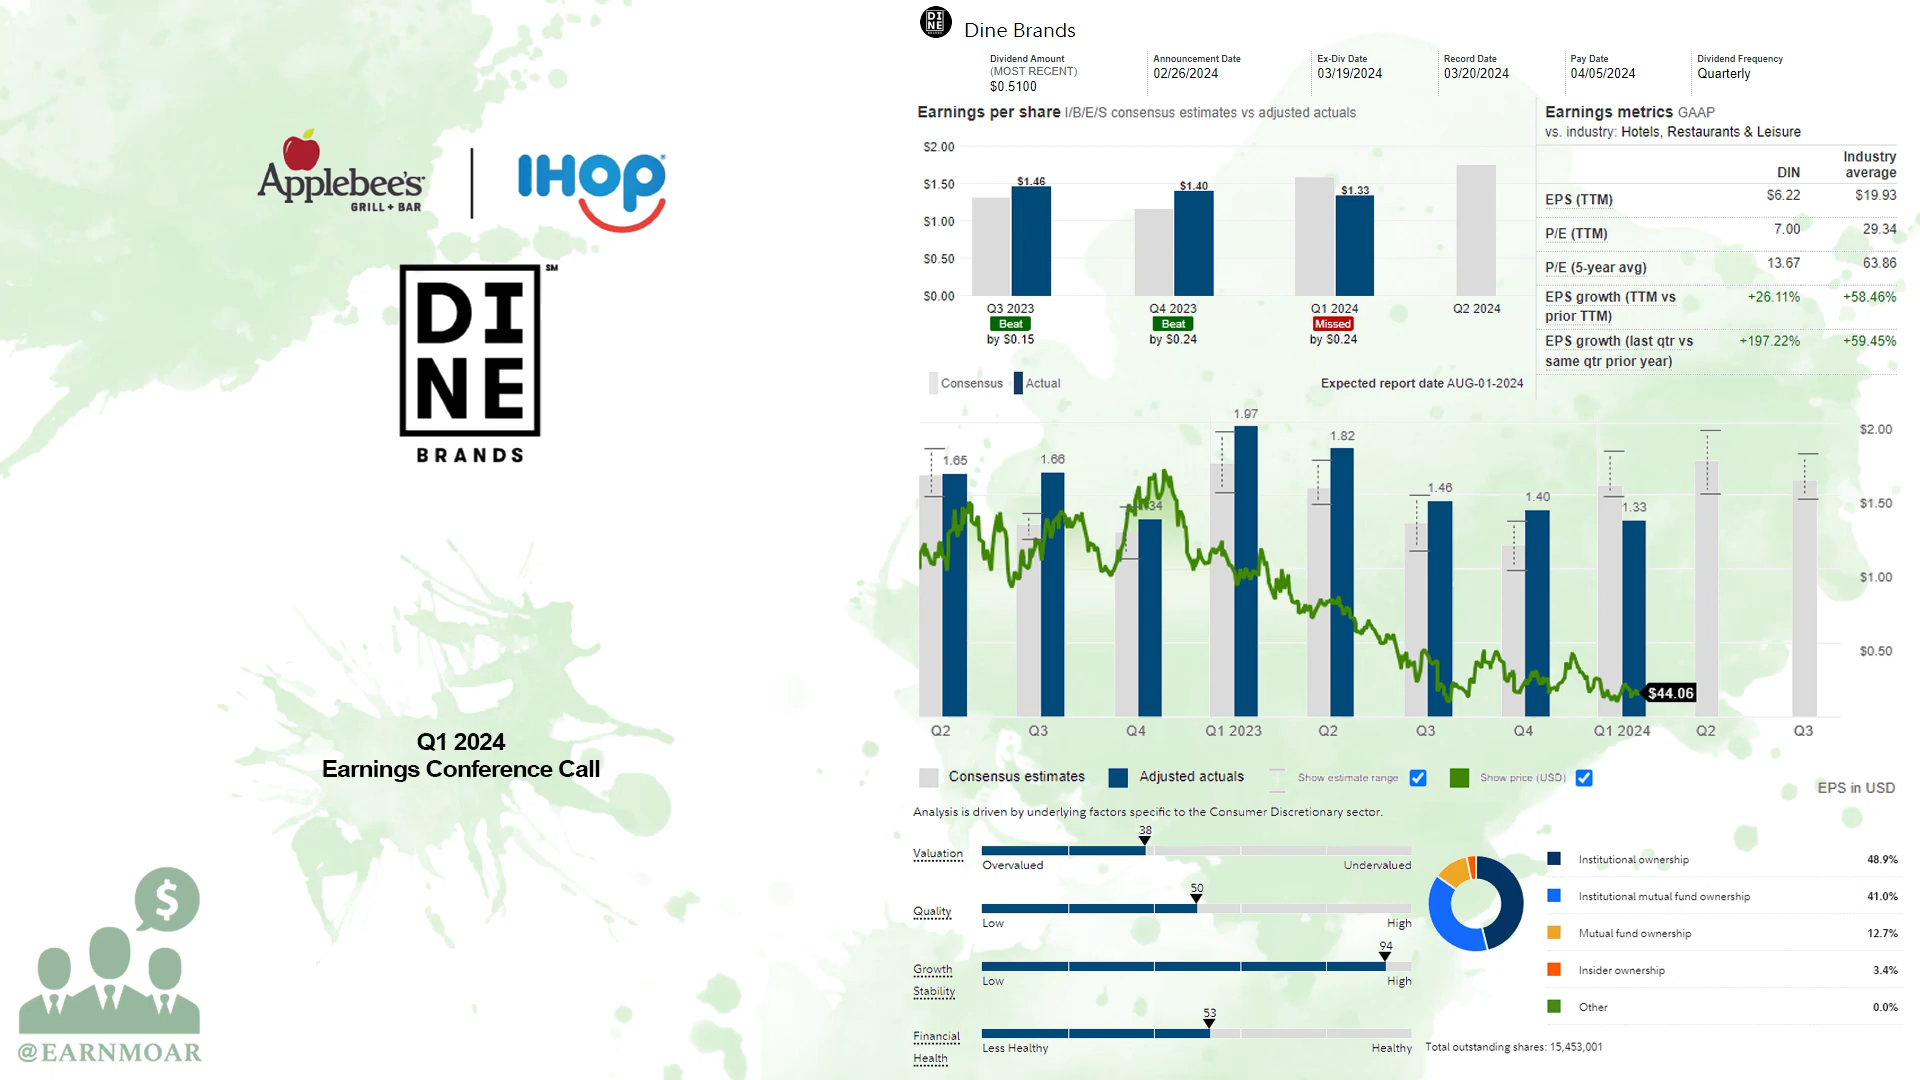 Applebee's
GRILL + BAR
IHOP
DI
NE
SM
BRANDS
Q1 2024
Earnings Conference Call
$
@EARNMOAR
DI
NE
Dine Brands
Dividend Amount
(MOST RECENT)
$0.5100
Announcement Date
02/26/2024
Ex-Div Date
03/19/2024
Record Date
03/20/2024
Pay Date
04/05/2024
Dividend Frequency
Quarterly
Earnings per share I/B/E/S consensus estimates vs adjusted actuals
$2.00
$1.50
$1.00
$0.50
$0.00
$1.46
$1.40
$1.33
Q3 2023
Beat
by $0.15
Q4 2023
Beat
by $0.24
Q1 2024
Missed
by $0.24
Q2 2024
Consensus Actual
Expected report date AUG-01-2024
Earnings metrics GAAP
vs. industry: Hotels, Restaurants & Leisure
DIN Industry average
EPS (TTM) $6.22 $19.93
P/E (TTM) 7.00 29.34
P/E (5-year avg) 13.67 63.86
EPS growth (TTM vs prior TTM) +26.11% +58.46%
EPS growth (last qtr vs same qtr prior year) +197.22% +59.45%
1.65
1.66
1.97
1.82
1.46
1.40
1.33
$2.00
$1.50
$1.00
$0.50
$44.06
Q2 Q3 Q4 Q1 2023 Q2 Q3 Q4 Q1 2024 Q2 Q3
Consensus estimates Adjusted actuals Show estimate range Show price (USD)
EPS in USD
Analysis is driven by underlying factors specific to the Consumer Discretionary sector.
Valuation
38
Overvalued Undervalued
Quality
50
Low High
Growth
Stability
94
Low High
Financial
Health
53
Less Healthy Healthy
Institutional ownership 48.9%
Institutional mutual fund ownership 41.0%
Mutual fund ownership 12.7%
Insider ownership 3.4%
Other 0.0%
Total outstanding shares: 15,453,001